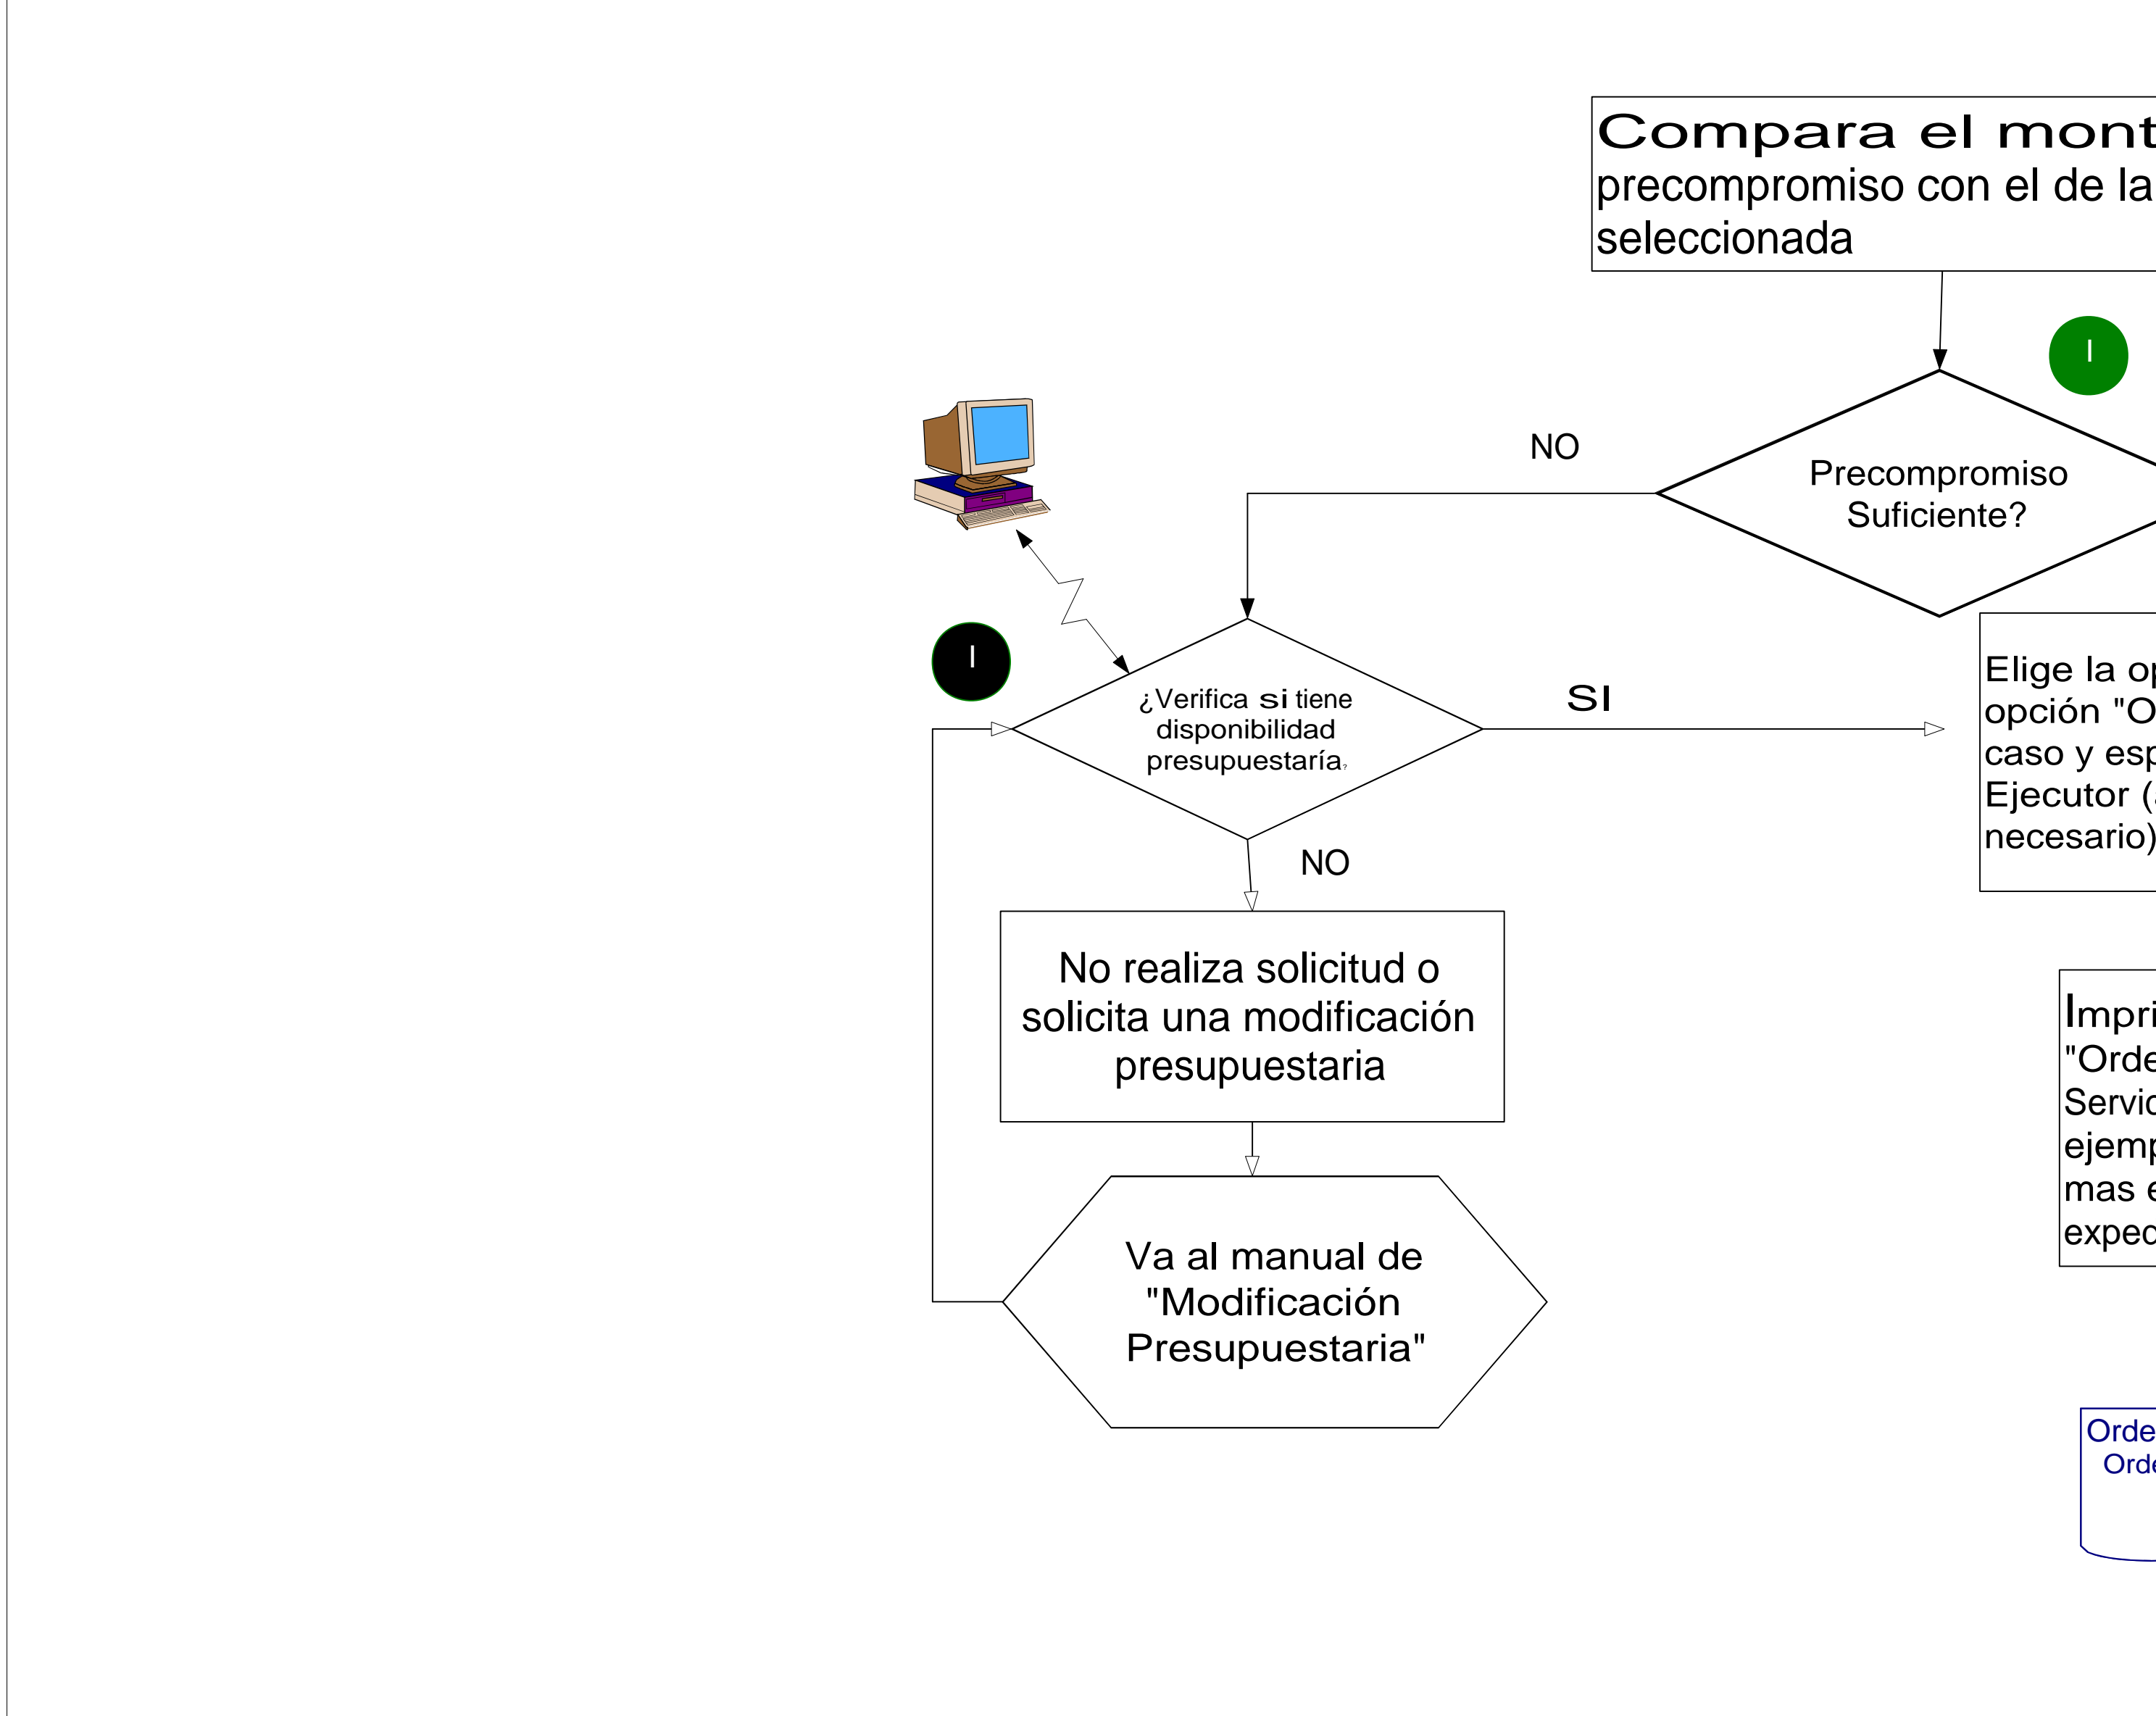 Compara el mont
precompromiso con el de la
seleccionada
I
NO
Precompromiso
Suficiente?
I
¿Verifica si tiene
disponibilidad
presupuestaría?
SI
Elige la op
opción "O
caso y esp
Ejecutor (
necesario)
NO
No realiza solicitud o
solicita una modificación
presupuestaria
Impri
"Orde
Servic
ejemp
mas e
exped
Va al manual de
"Modificación
Presupuestaria"
Orde
Orde